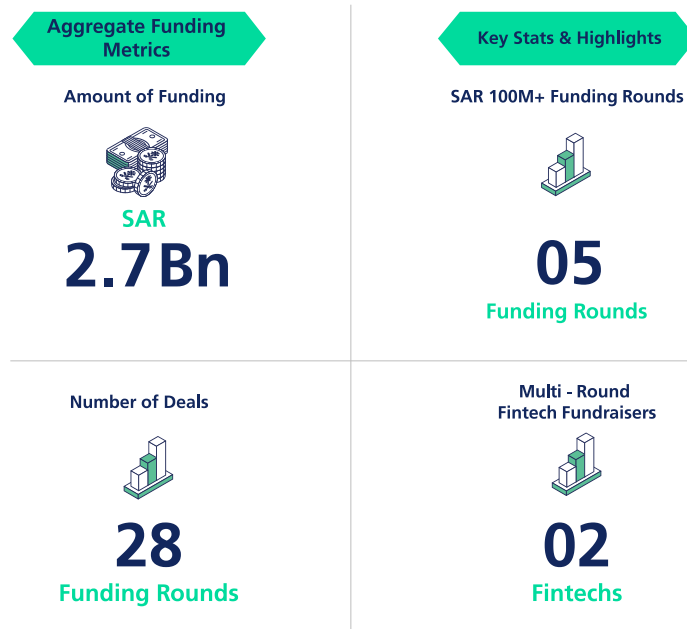 Aggregate Funding
Metrics
Key Stats & Highlights
Amount of Funding
SAR
2.7Bn
SAR 100M+ Funding Rounds
05
Funding Rounds
Number of Deals
28
Funding Rounds
Multi - Round
Fintech Fundraisers
02
Fintechs